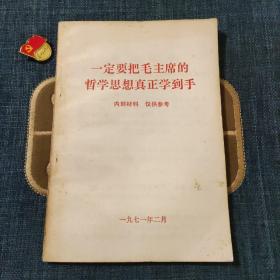 一定要把毛主席的
哲学思想真正学到手
内部材料 仅供参考
一九七一年二月